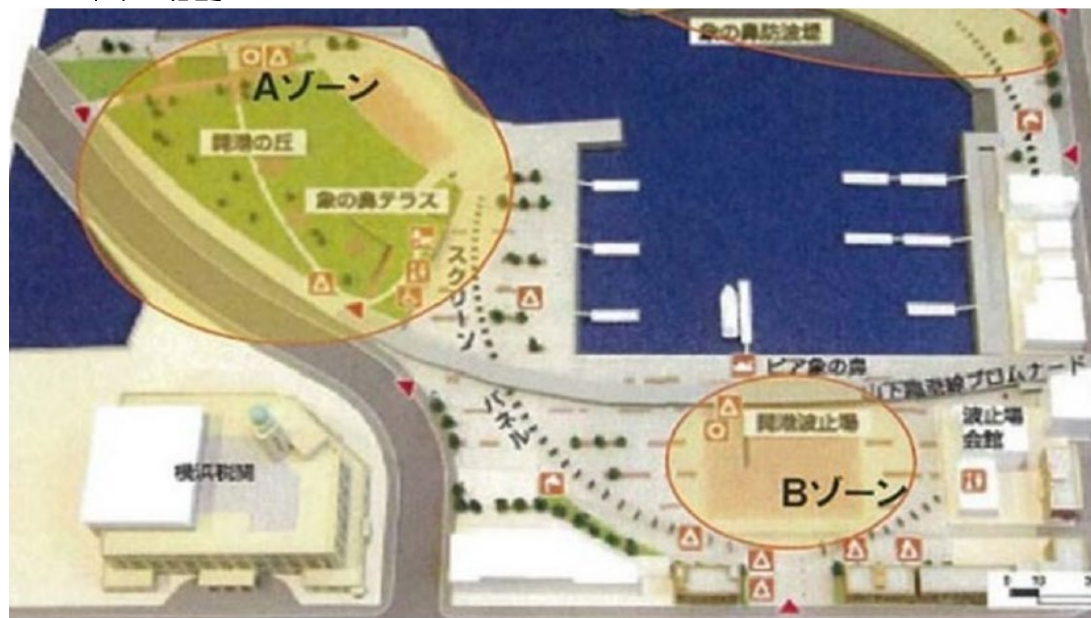 象の鼻防波堤
Aゾーン
開港の丘
象の鼻テラス
スクリーン
ピア象の鼻
山下臨港線プロムナード
パネル
開港波止場
波止場
会館
横浜税関
Bゾーン
0 10